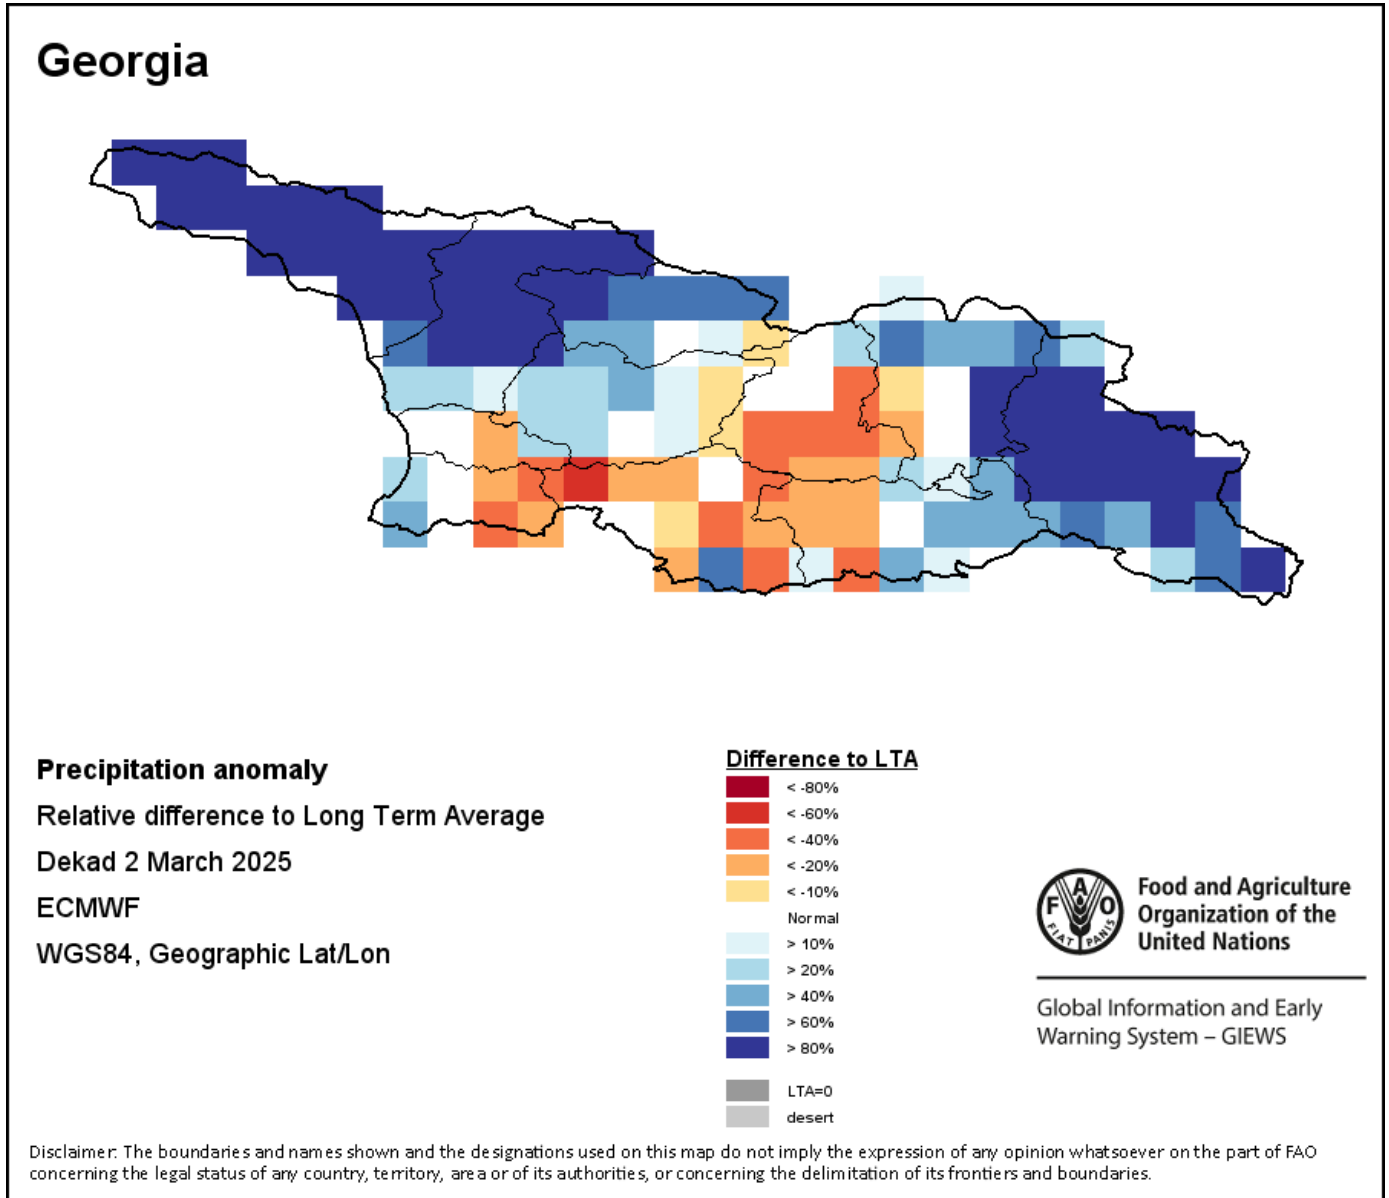 Georgia
Precipitation anomaly
Relative difference to Long Term Average
Dekad 2 March 2025
ECMWF
WGS84, Geographic Lat/Lon
Difference to LTA
< -80%
< -60%
< -40%
< -20%
< -10%
Normal
> 10%
> 20%
> 40%
> 60%
> 80%
LTA=0
desert
F A O
FIAT PANIS
Food and Agriculture
Organization of the
United Nations
Global Information and Early
Warning System – GIEWS
Disclaimer: The boundaries and names shown and the designations used on this map do not imply the expression of any opinion whatsoever on the part of FAO
concerning the legal status of any country, territory, area or of its authorities, or concerning the delimitation of its frontiers and boundaries.